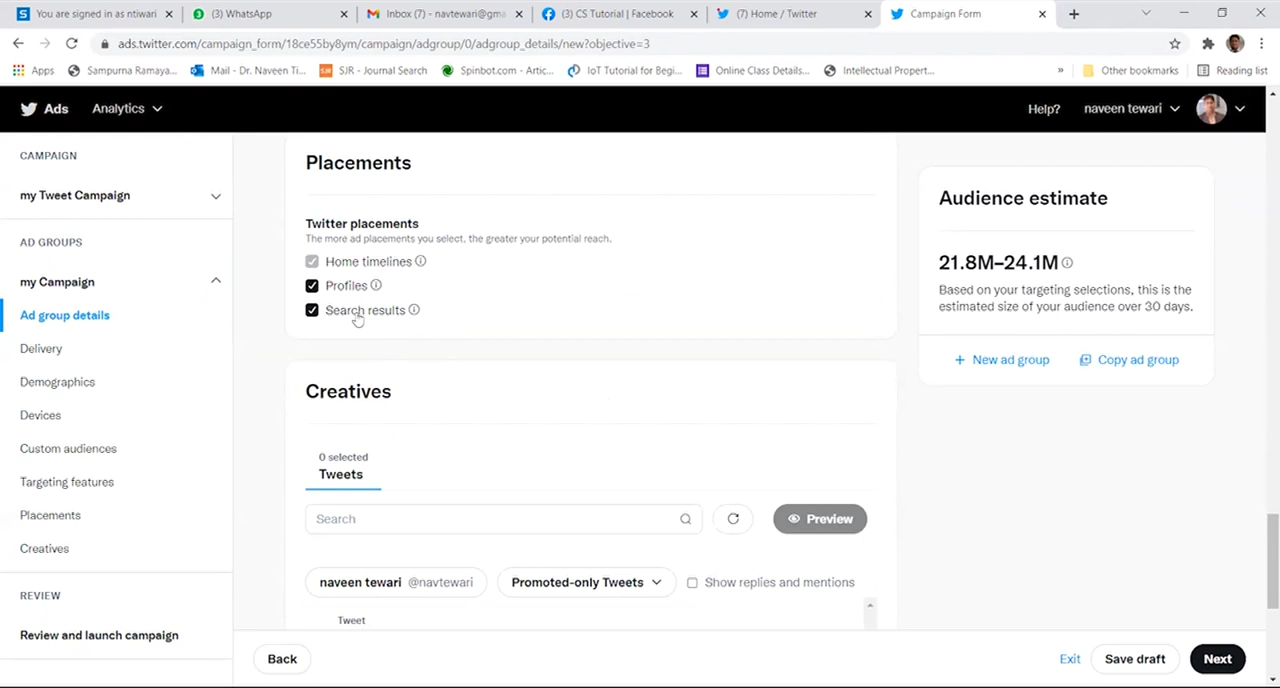 You are signed in as ntiwari
(3) WhatsApp
Inbox (7) - navtewari@gma
(3) CS Tutorial | Facebook
(7) Home / Twitter
Campaign Form
ads.twitter.com/campaign_form/18ce55by8ym/campaign/adgroup/0/adgroup_details/new?objective=3
Apps
Sampurna Ramaya...
Mail - Dr. Naveen Ti...
SJR - Journal Search
Spinbot.com - Artic...
IoT Tutorial for Begi...
Online Class Details...
Intellectual Propert...
»
Other bookmarks
Reading list
Ads
Analytics
Help?
naveen tewari
CAMPAIGN
my Tweet Campaign
AD GROUPS
my Campaign
Ad group details
Delivery
Demographics
Devices
Custom audiences
Targeting features
Placements
Creatives
REVIEW
Review and launch campaign
Placements
Twitter placements
The more ad placements you select, the greater your potential reach.
Home timelines
Profiles
Search results
Creatives
0 selected
Tweets
Search
Preview
naveen tewari @navtewari
Promoted-only Tweets
Show replies and mentions
Tweet
Audience estimate
21.8M–24.1M
Based on your targeting selections, this is the
estimated size of your audience over 30 days.
+ New ad group
Copy ad group
Back
Exit
Save draft
Next